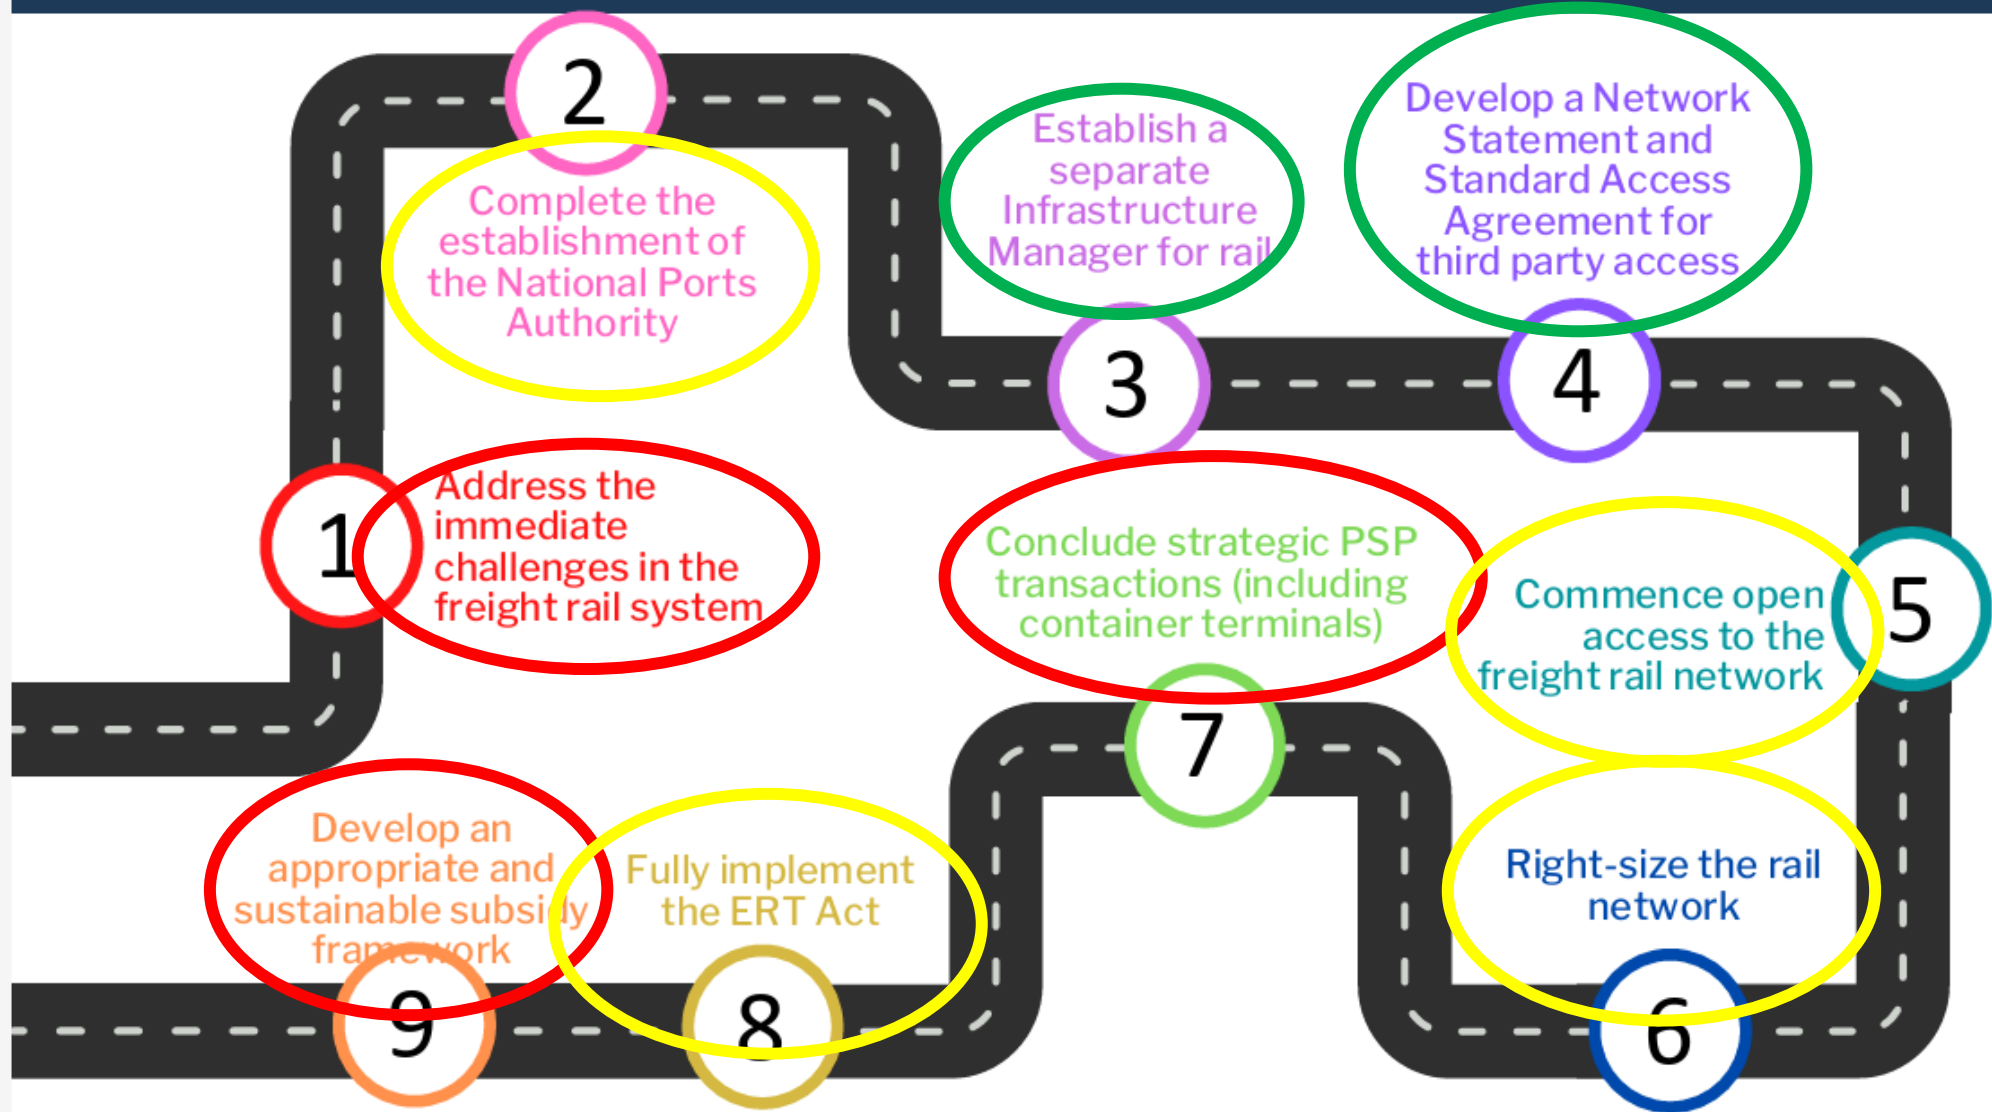 1
Address the
immediate
challenges in the
freight rail system
2
Complete the
establishment of
the National Ports
Authority
3
Establish a
separate
Infrastructure
Manager for rail
4
Develop a Network
Statement and
Standard Access
Agreement for
third party access
5
Commence open
access to the
freight rail network
6
Right-size the rail
network
7
Conclude strategic PSP
transactions (including
container terminals)
8
Fully implement
the ERT Act
9
Develop an
appropriate and
sustainable subsidy
framework